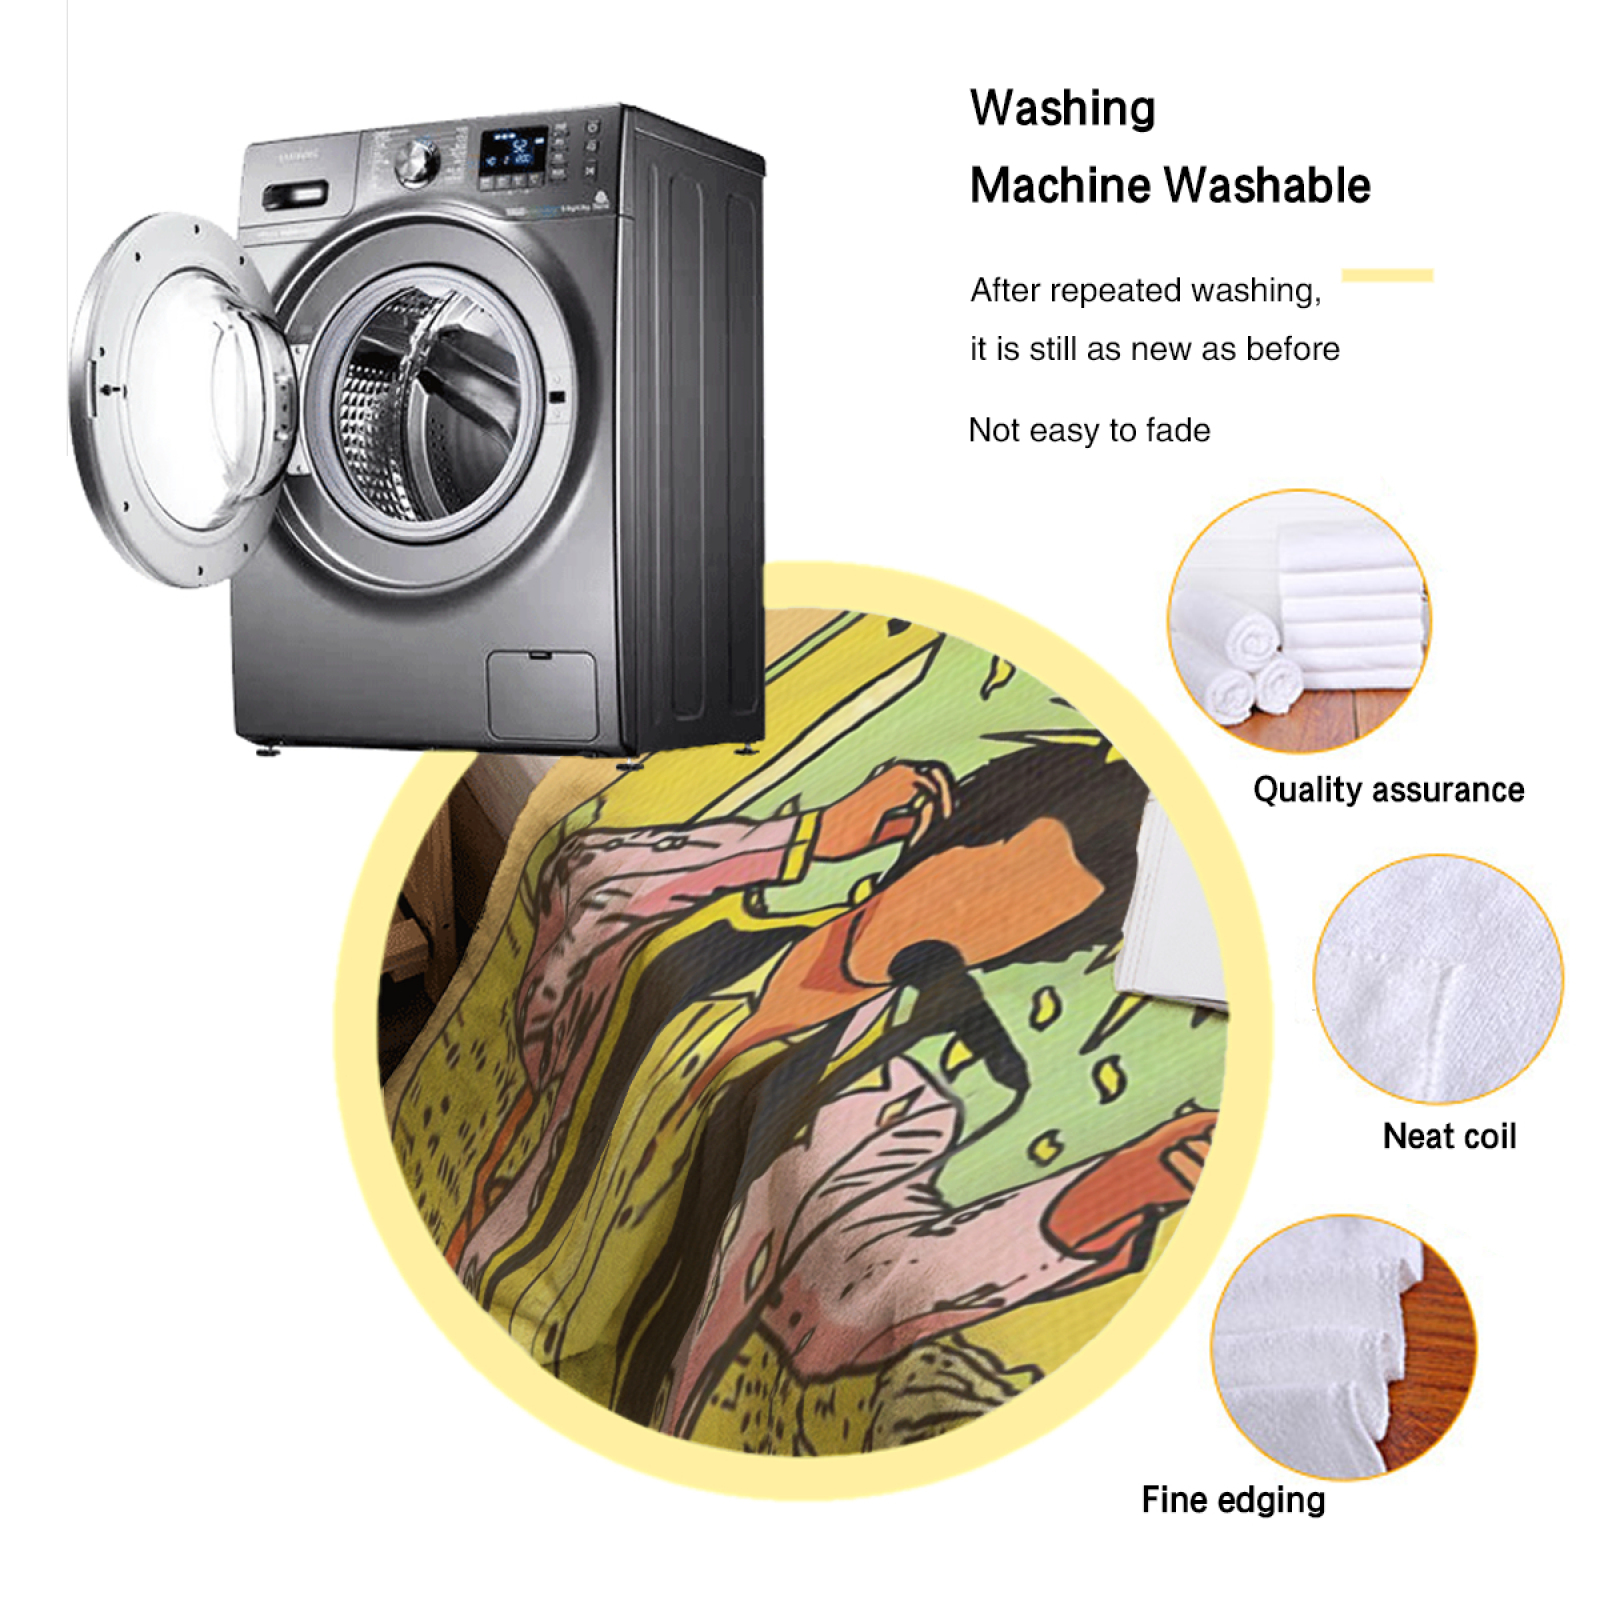 Washing
Machine Washable
After repeated washing,
it is still as new as before
Not easy to fade
Quality assurance
Neat coil
Fine edging